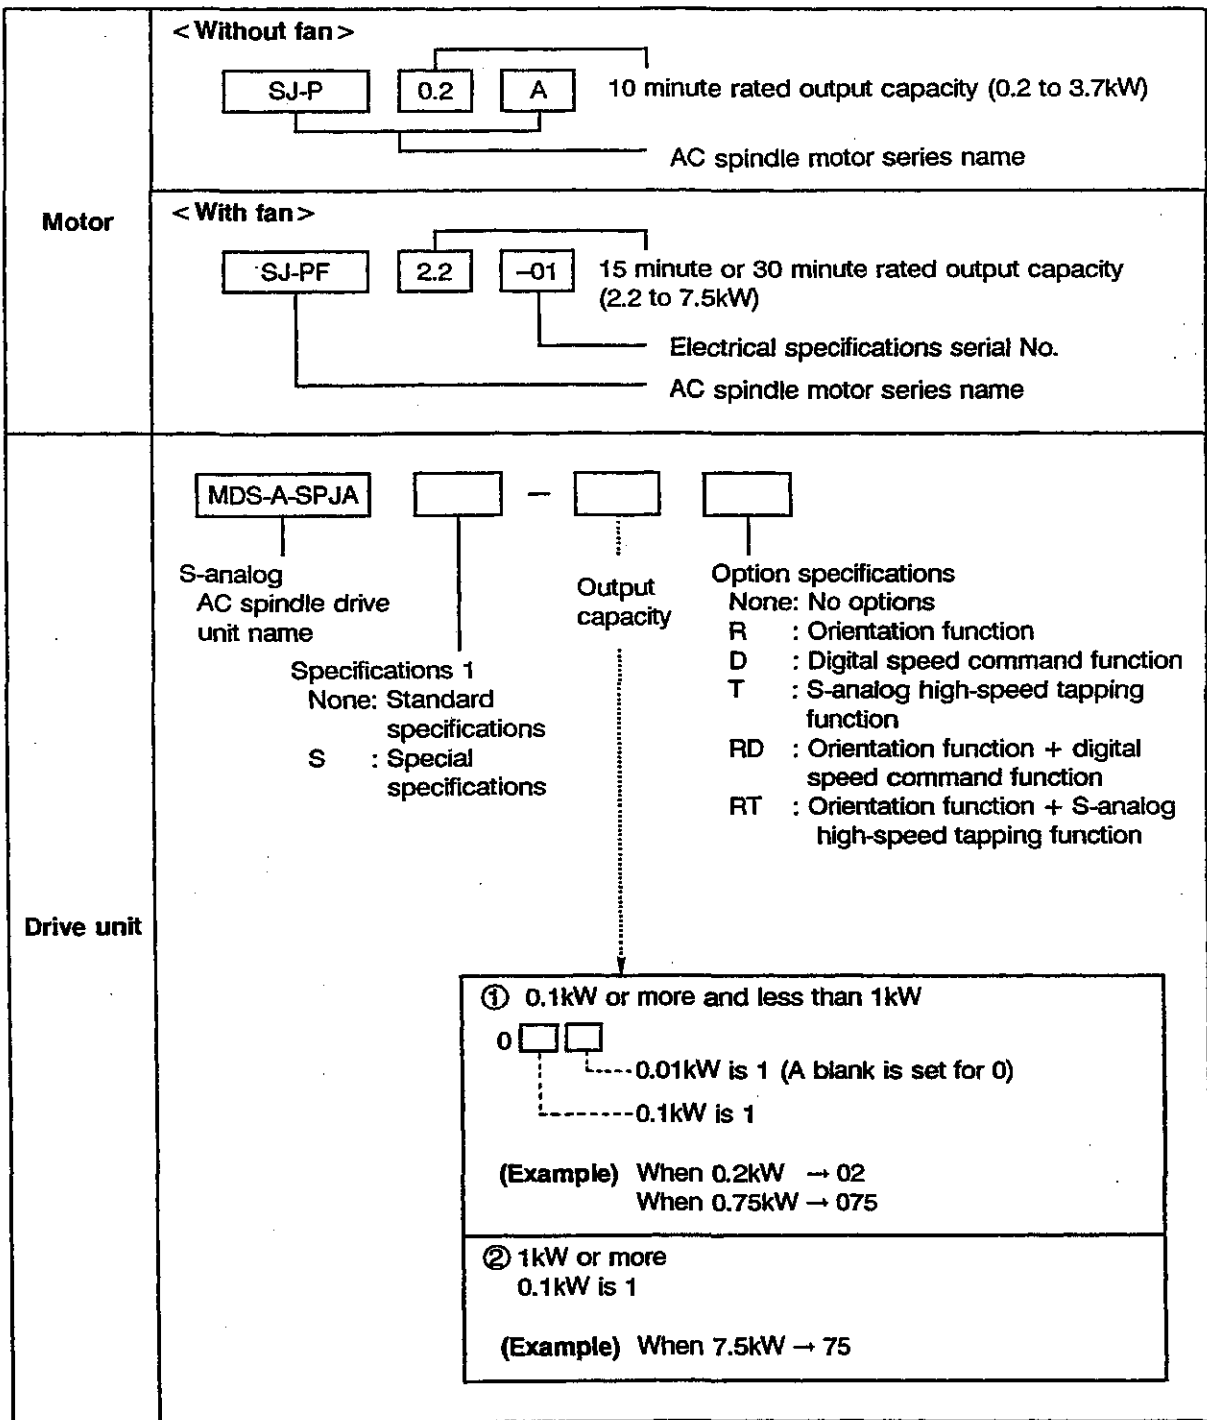 <Without fan>
SJ-P 0.2 A 10 minute rated output capacity (0.2 to 3.7kW)
AC spindle motor series name
Motor
<With fan>
SJ-PF 2.2 –01 15 minute or 30 minute rated output capacity
(2.2 to 7.5kW)
Electrical specifications serial No.
AC spindle motor series name
Drive unit
MDS-A-SPJA –
S-analog
AC spindle drive
unit name
Specifications 1
None: Standard
specifications
S : Special
specifications
Output
capacity
Option specifications
None: No options
R : Orientation function
D : Digital speed command function
T : S-analog high-speed tapping
function
RD : Orientation function + digital
speed command function
RT : Orientation function + S-analog
high-speed tapping function
① 0.1kW or more and less than 1kW
0
0.01kW is 1 (A blank is set for 0)
0.1kW is 1
(Example) When 0.2kW → 02
When 0.75kW → 075
② 1kW or more
0.1kW is 1
(Example) When 7.5kW → 75